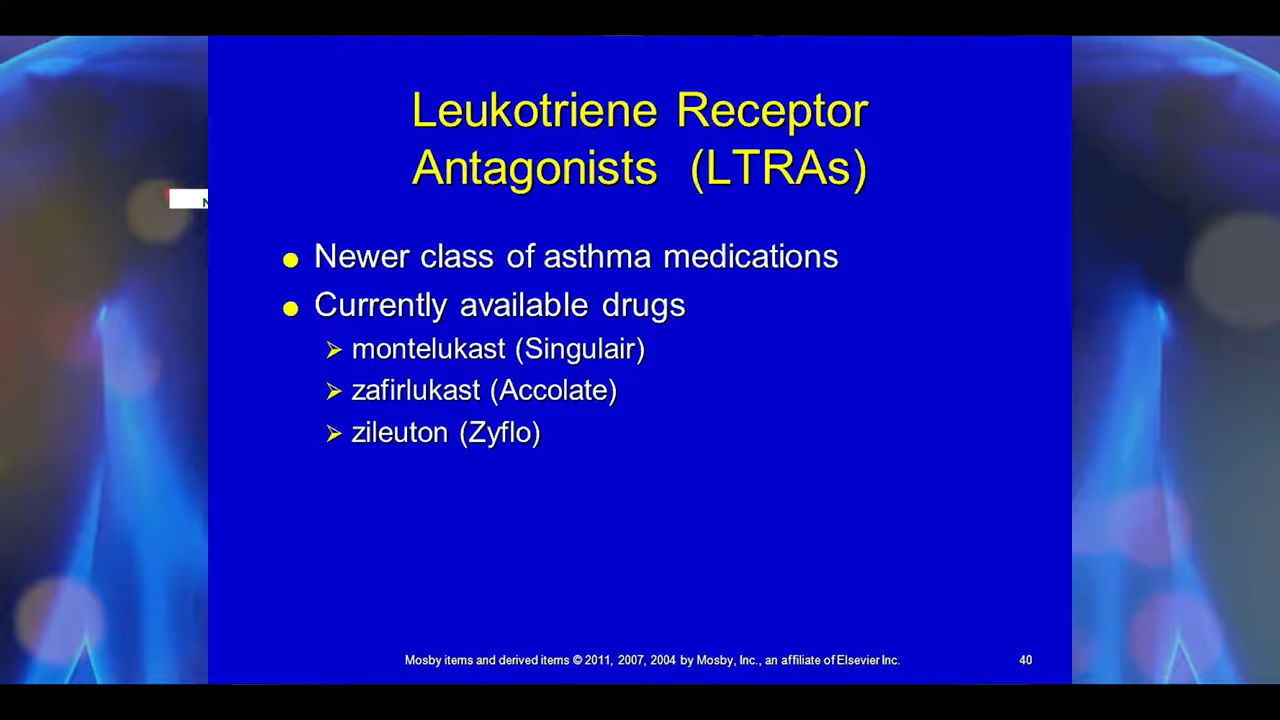 Leukotriene Receptor
Antagonists (LTRAs)
Newer class of asthma medications
Currently available drugs
montelukast (Singulair)
zafirlukast (Accolate)
zileuton (Zyflo)
Mosby items and derived items © 2011, 2007, 2004 by Mosby, Inc., an affiliate of Elsevier Inc.
40